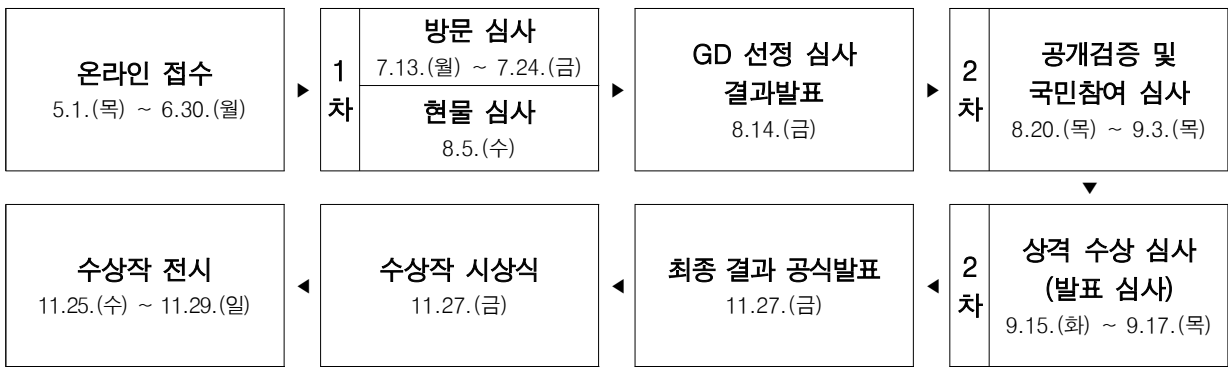 온라인 접수
5.1.(목) ~ 6.30.(월)
▶
1차
방문 심사
7.13.(월) ~ 7.24.(금)
현물 심사
8.5.(수)
▶
GD 선정 심사
결과발표
8.14.(금)
▶
2차
공개검증 및
국민참여 심사
8.20.(목) ~ 9.3.(목)
▼
2차
상격 수상 심사
(발표 심사)
9.15.(화) ~ 9.17.(목)
◀
최종 결과 공식발표
11.27.(금)
◀
수상작 시상식
11.27.(금)
◀
수상작 전시
11.25.(수) ~ 11.29.(일)